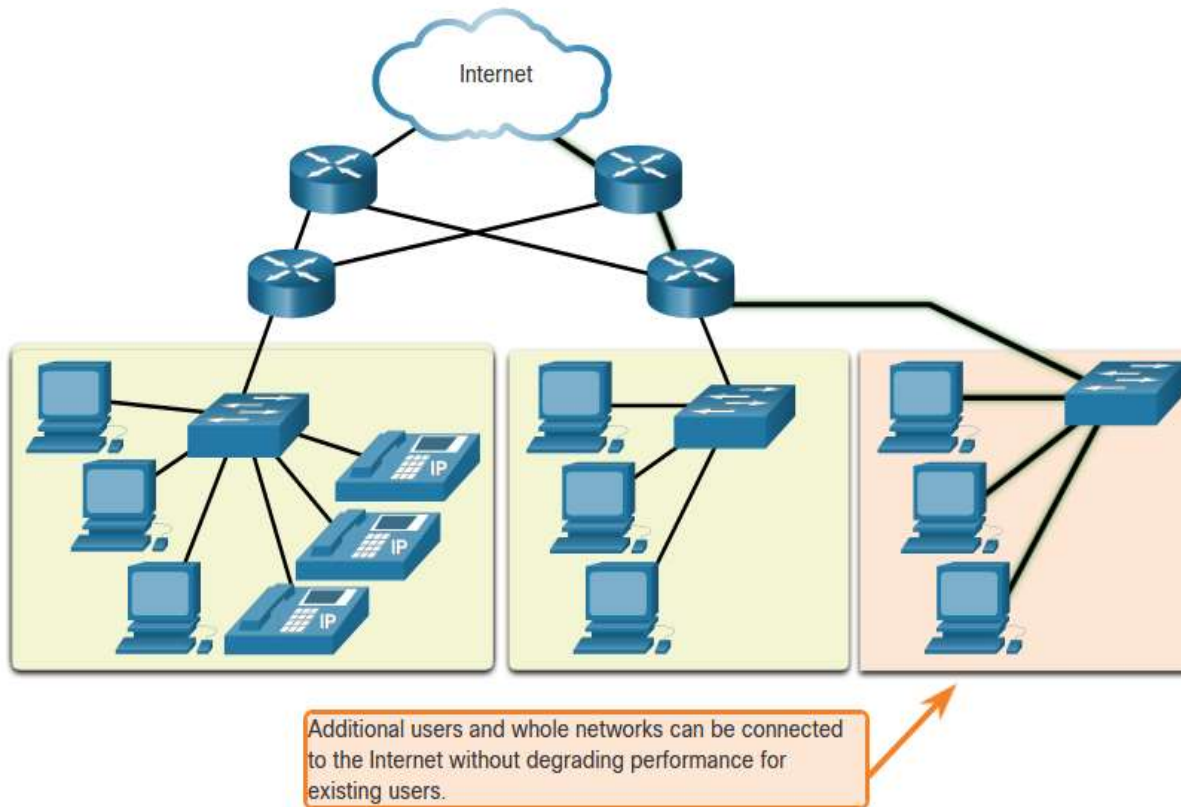 Internet
IP
IP
IP
Additional users and whole networks can be connected
to the Internet without degrading performance for
existing users.